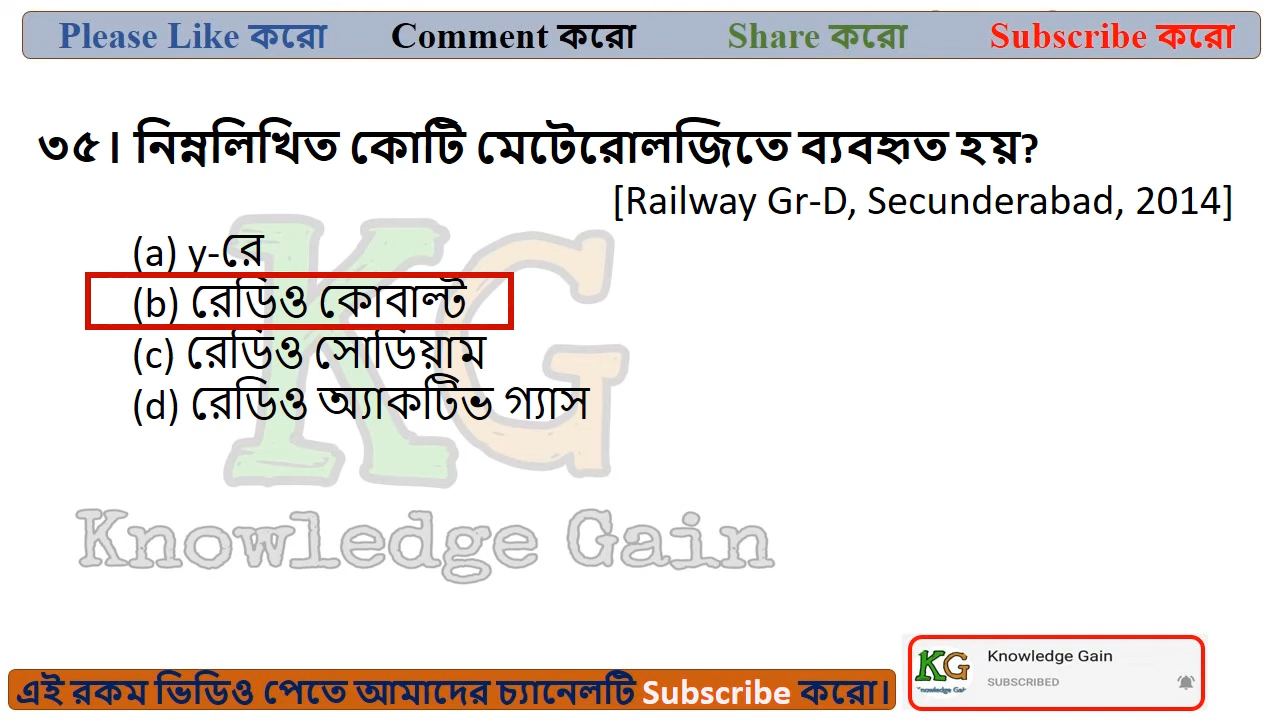 Please Like করো Comment করো Share করো Subscribe করো
৩৫। নিম্নলিখিত কোটি মেটেরোলজিতে ব্যবহৃত হয়?
[Railway Gr-D, Secunderabad, 2014]
(a) y-রে
(b) রেডিও কোবাল্ট
(c) রেডিও সোডিয়াম
(d) রেডিও অ্যাকটিভ গ্যাস
KG
Knowledge Gain
এই রকম ভিডিও পেতে আমাদের চ্যানেলটি Subscribe করো।
KG
Knowledge Gain
SUBSCRIBED